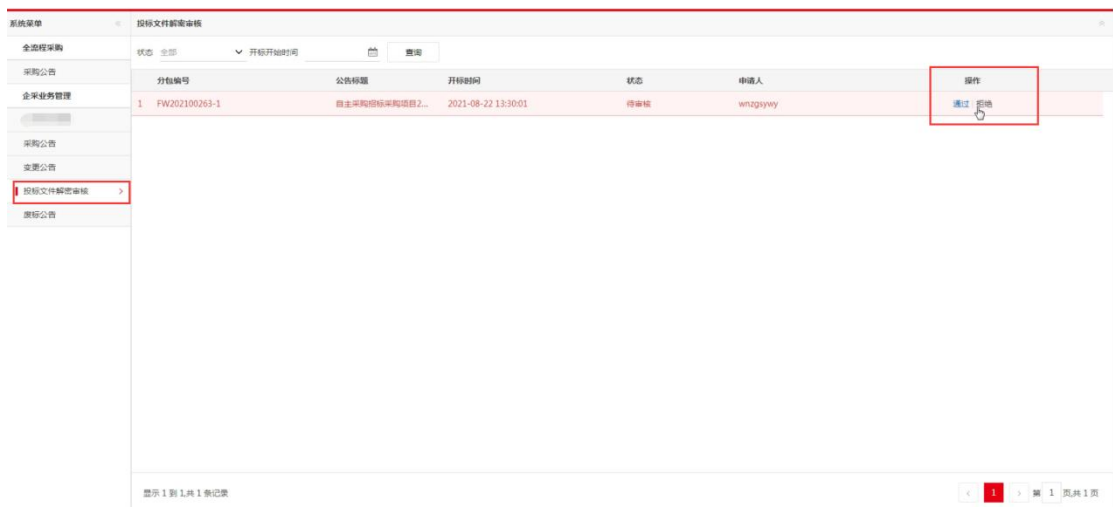 系统菜单
全流程采购
采购公告
企采业务管理
采购公告
变更公告
投标文件解密审核
废标公告
投标文件解密审核
状态 全部 开标开始时间 查询
分包编号 公告标题 开标时间 状态 申请人 操作
1 FW202100263-1 自主采购招标采购项目2... 2021-08-22 13:30:01 待审核 wnzgsywy 通过 拒绝
显示 1 到 1,共 1 条记录
1 第 1 页,共 1 页